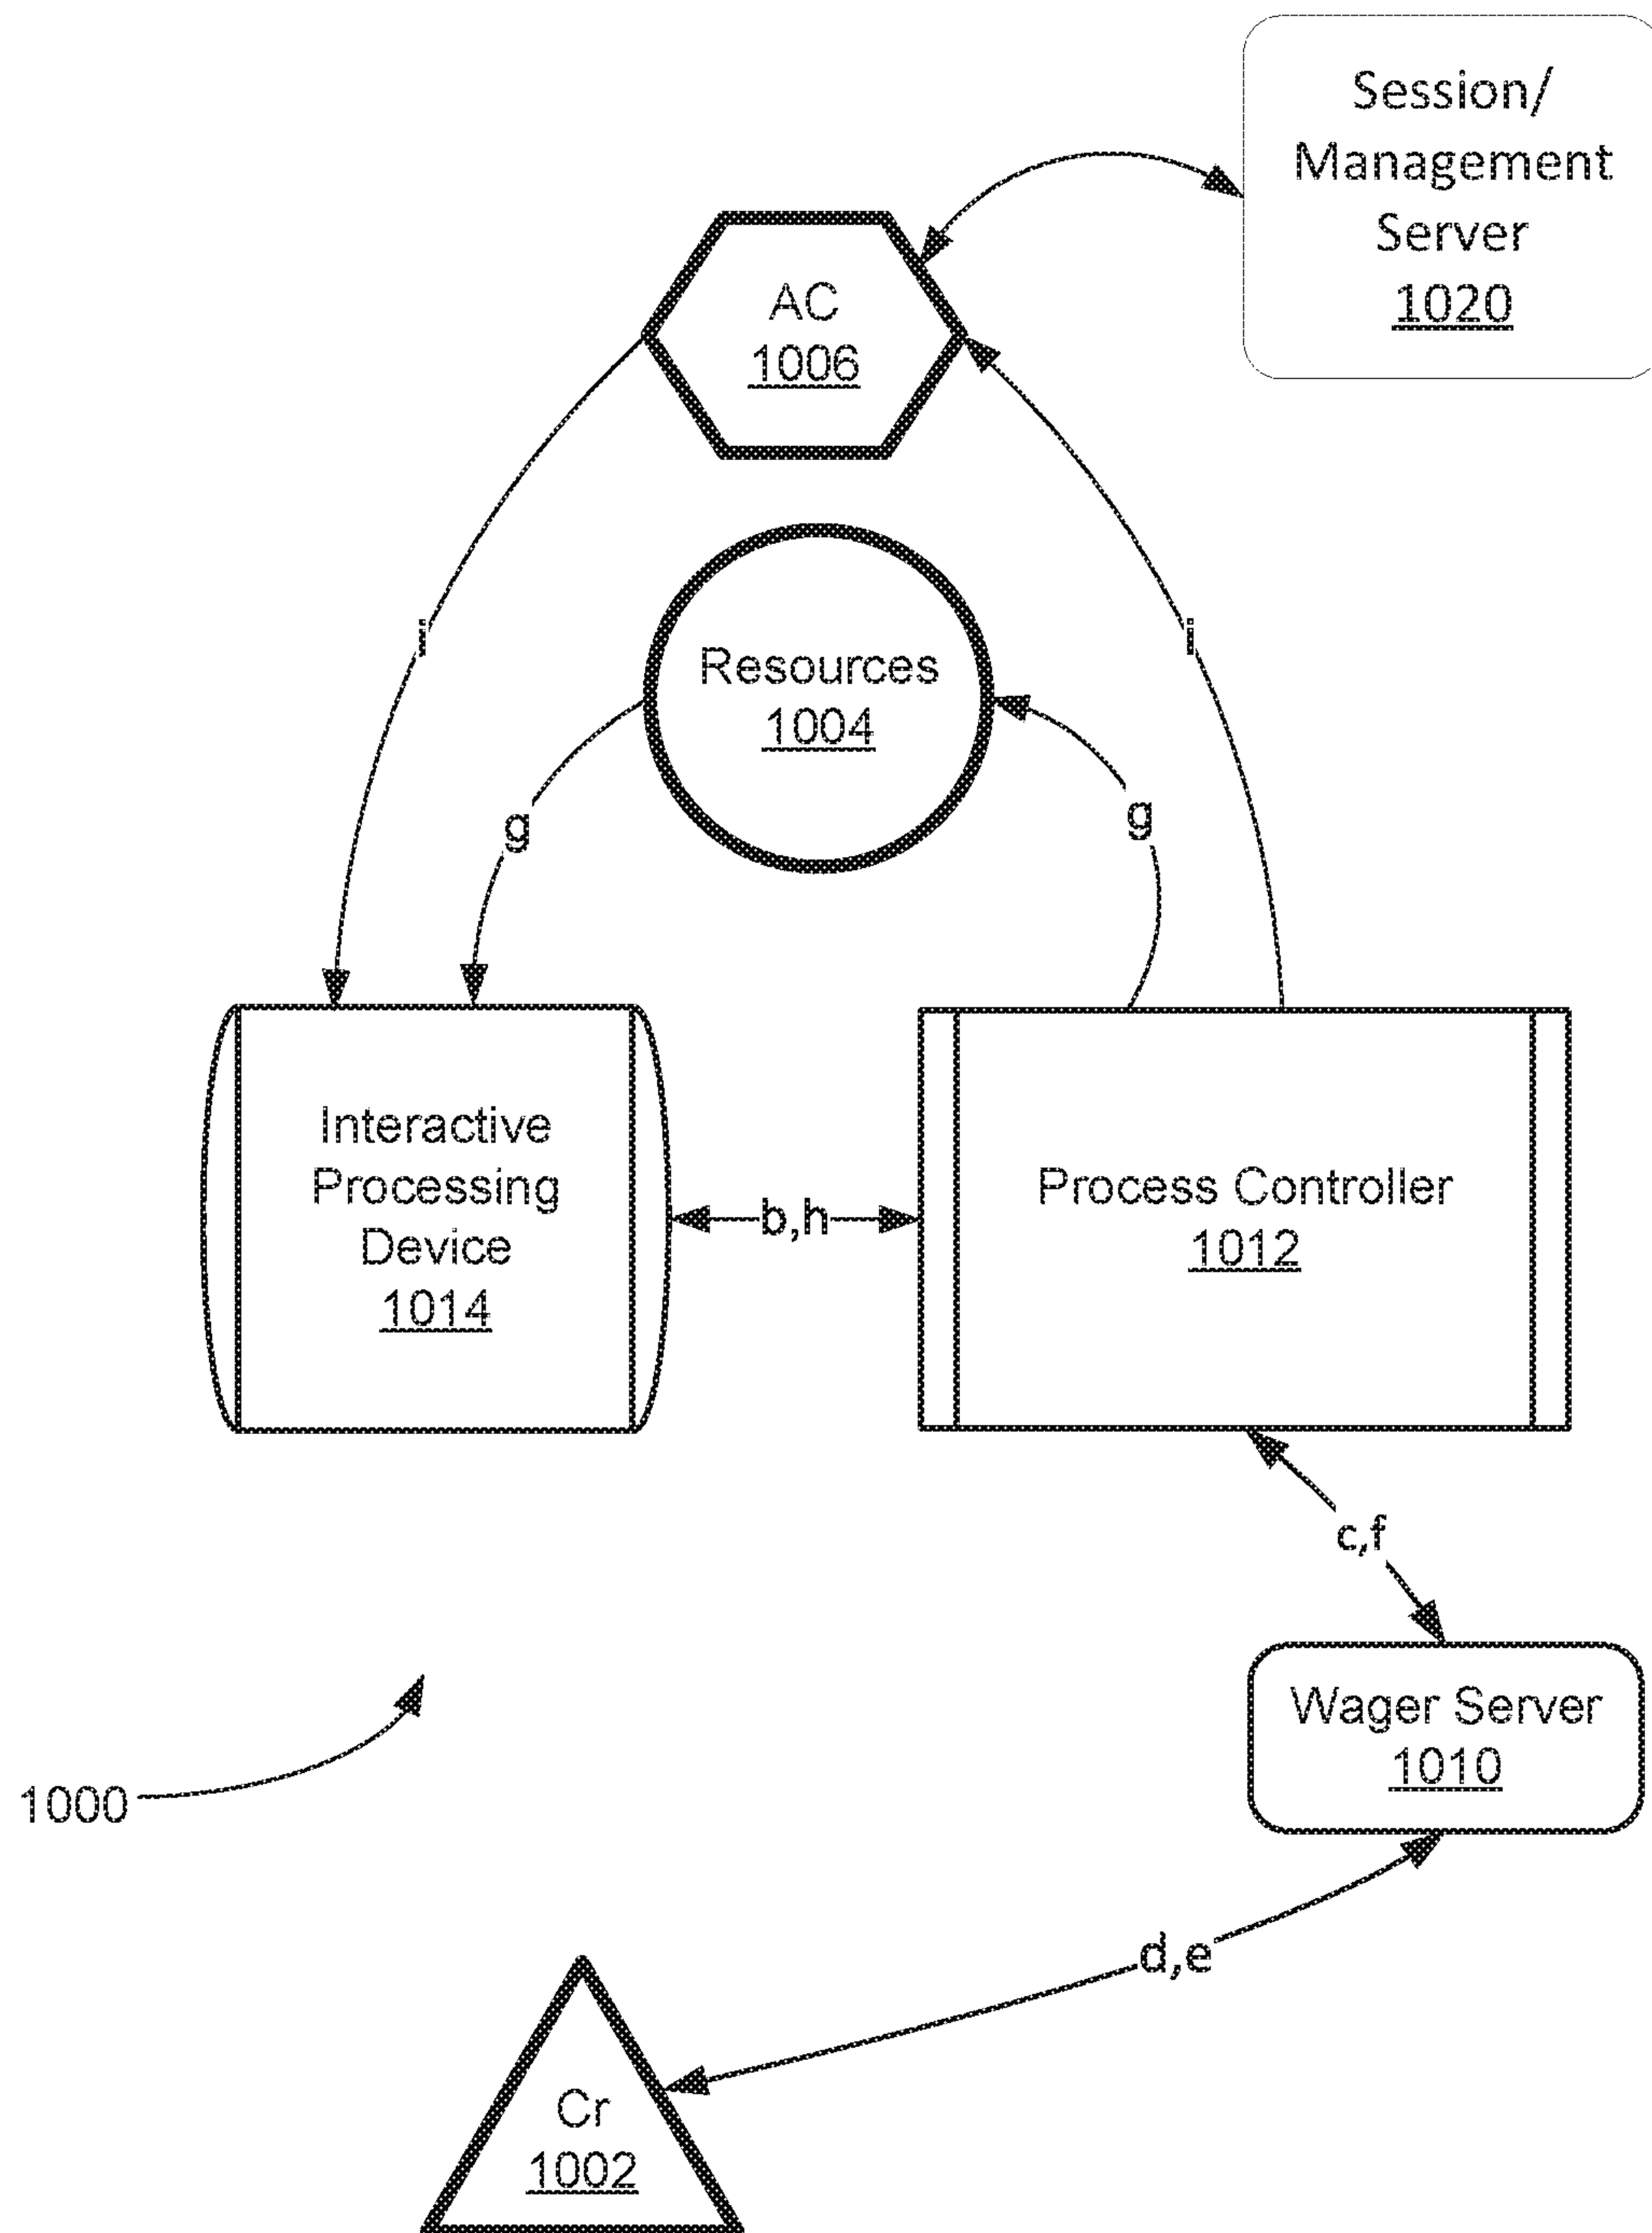 Session/
Management
Server
1020
AC
1006
i
i
Resources
1004
g
g
Interactive
Processing
Device
1014
b,h
Process Controller
1012
c,f
Wager Server
1010
1000
d,e
Cr
1002